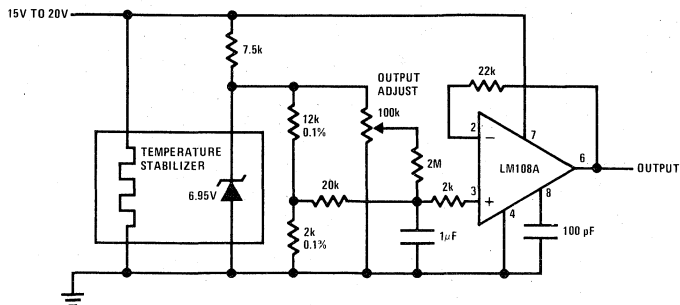 15V TO 20V
7.5k
OUTPUT
ADJUST
22k
12k
0.1%
100k
2
7
TEMPERATURE
STABILIZER
LM108A
6
OUTPUT
2M
6.95V
20k
2k
3
8
4
2k
0.1%
1μF
100 pF